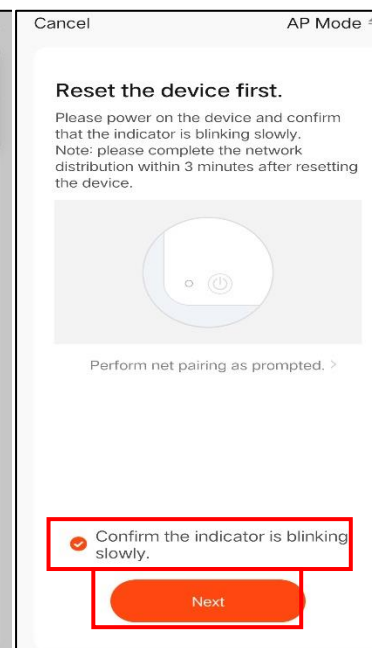 Cancel
AP Mode
Reset the device first.
Please power on the device and confirm
that the indicator is blinking slowly.
Note: please complete the network
distribution within 3 minutes after resetting
the device.
Perform net pairing as prompted. >
Confirm the indicator is blinking
slowly.
Next